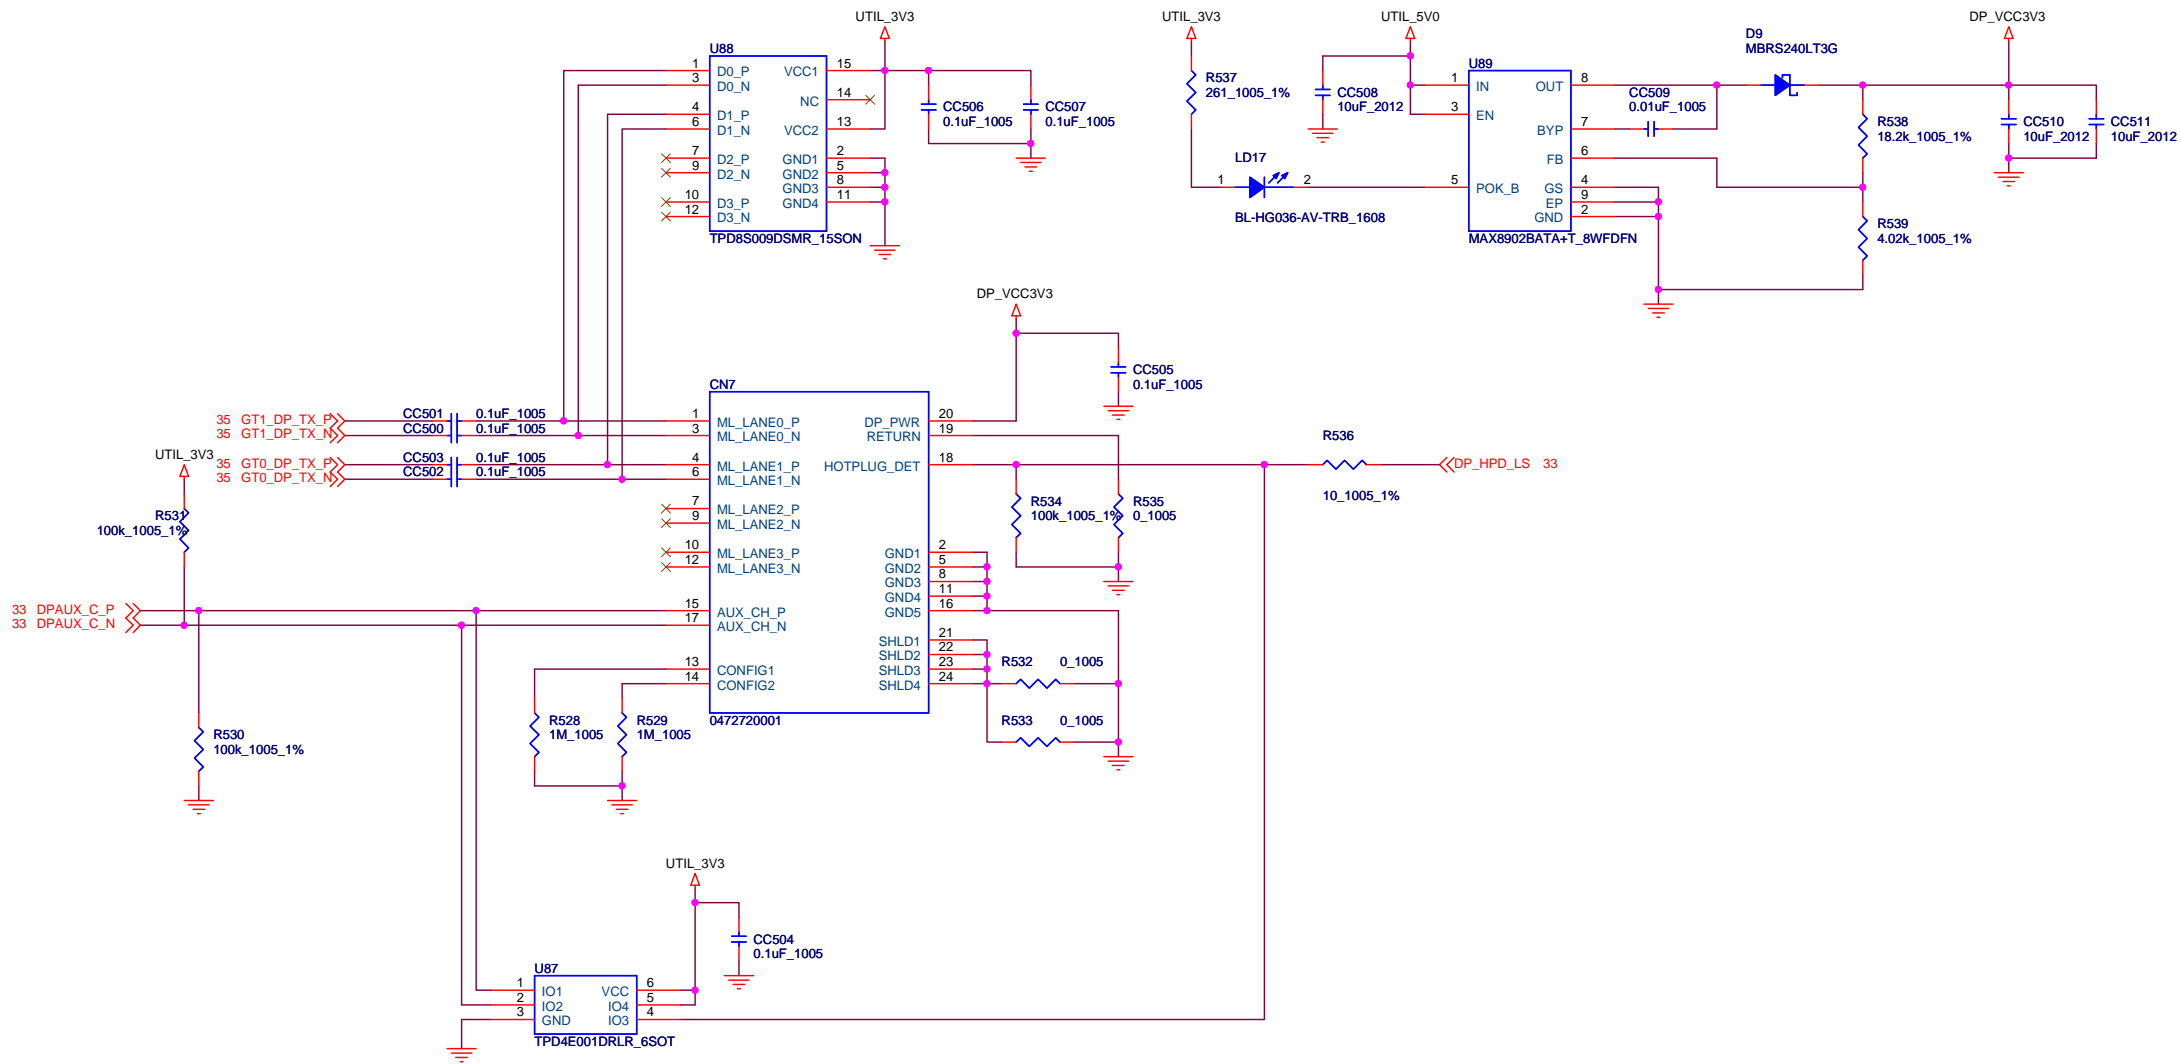 UTIL_3V3
U88
1 D0_P VCC1 15
3 D0_N
NC 14
4 D1_P
6 D1_N VCC2 13
7 D2_P GND1 2
9 D2_N GND2 5
GND3 8
10 D3_P GND4 11
12 D3_N
TPD8S009DSMR_15SON
CC506
0.1uF_1005
CC507
0.1uF_1005
UTIL_3V3
R537
261_1005_1%
LD17
1 2
BL-HG036-AV-TRB_1608
UTIL_5V0
CC508
10uF_2012
U89
1 IN OUT 8
3 EN
BYP 7
FB 6
5 POK_B GS 4
EP 9
GND 2
MAX8902BATA+T_8WFDFN
CC509
0.01uF_1005
D9
MBRS240LT3G
DP_VCC3V3
R538
18.2k_1005_1%
CC510
10uF_2012
CC511
10uF_2012
R539
4.02k_1005_1%
DP_VCC3V3
CC505
0.1uF_1005
CN7
35 GT1_DP_TX_P CC501 0.1uF_1005
35 GT1_DP_TX_N CC500 0.1uF_1005
35 GT0_DP_TX_P CC503 0.1uF_1005
35 GT0_DP_TX_N CC502 0.1uF_1005
1 ML_LANE0_P DP_PWR 20
3 ML_LANE0_N RETURN 19
4 ML_LANE1_P HOTPLUG_DET 18
6 ML_LANE1_N
7 ML_LANE2_P
9 ML_LANE2_N
10 ML_LANE3_P GND1 2
12 ML_LANE3_N GND2 5
GND3 8
GND4 11
15 AUX_CH_P GND5 16
17 AUX_CH_N
SHLD1 21
SHLD2 22
13 CONFIG1 SHLD3 23
14 CONFIG2 SHLD4 24
0472720001
R536
10_1005_1%
DP_HPD_LS 33
R534
100k_1005_1%
R535
0_1005
R532 0_1005
R533 0_1005
UTIL_3V3
R531
100k_1005_1%
33 DPAUX_C_P
33 DPAUX_C_N
R530
100k_1005_1%
R528
1M_1005
R529
1M_1005
UTIL_3V3
CC504
0.1uF_1005
U87
1 IO1 VCC 6
2 IO2 IO4 5
3 GND IO3 4
TPD4E001DRLR_6SOT